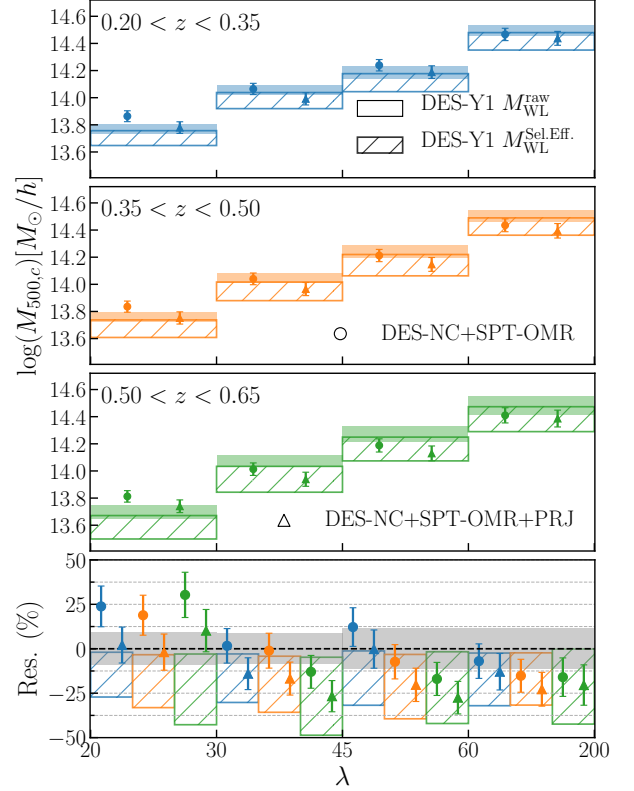 14.6
14.4
14.2
14.0
13.8
13.6
0.20 < z < 0.35
DES-Y1 M_WL^raw
DES-Y1 M_WL^Sel.Eff.
14.6
14.4
14.2
14.0
13.8
13.6
0.35 < z < 0.50
DES-NC+SPT-OMR
log(M_{500,c})[M_⊙/h]
14.6
14.4
14.2
14.0
13.8
13.6
0.50 < z < 0.65
DES-NC+SPT-OMR+PRJ
50
25
0
−25
−50
Res. (%)
20 30 45 60 200
λ